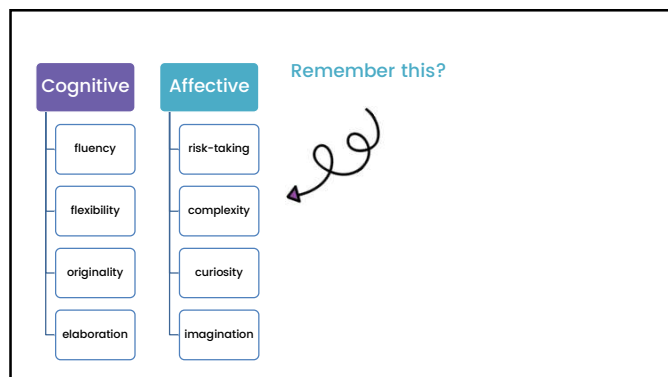 Remember this?
Cognitive
fluency
flexibility
originality
elaboration
Affective
risk-taking
complexity
curiosity
imagination